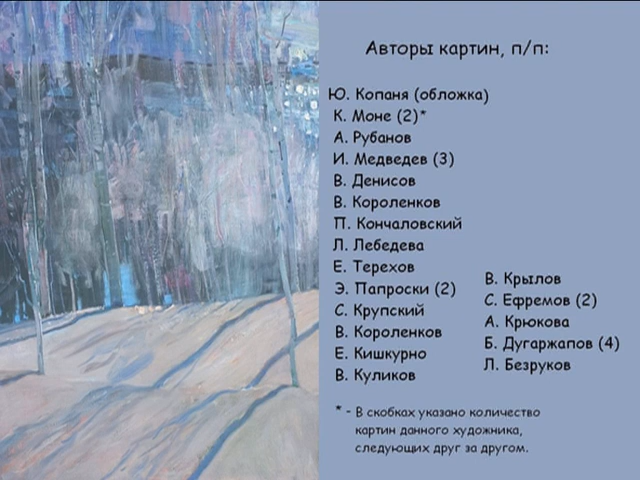 Авторы картин, п/п:
Ю. Копаня (обложка)
К. Моне (2)*
А. Рубанов
И. Медведев (3)
В. Денисов
В. Короленков
П. Кончаловский
Л. Лебедева
Е. Терехов
Э. Папроски (2)
С. Крупский
В. Короленков
Е. Кишкурно
В. Куликов
В. Крылов
С. Ефремов (2)
А. Крюкова
Б. Дугаржапов (4)
Л. Безруков
* - В скобках указано количество
картин данного художника,
следующих друг за другом.